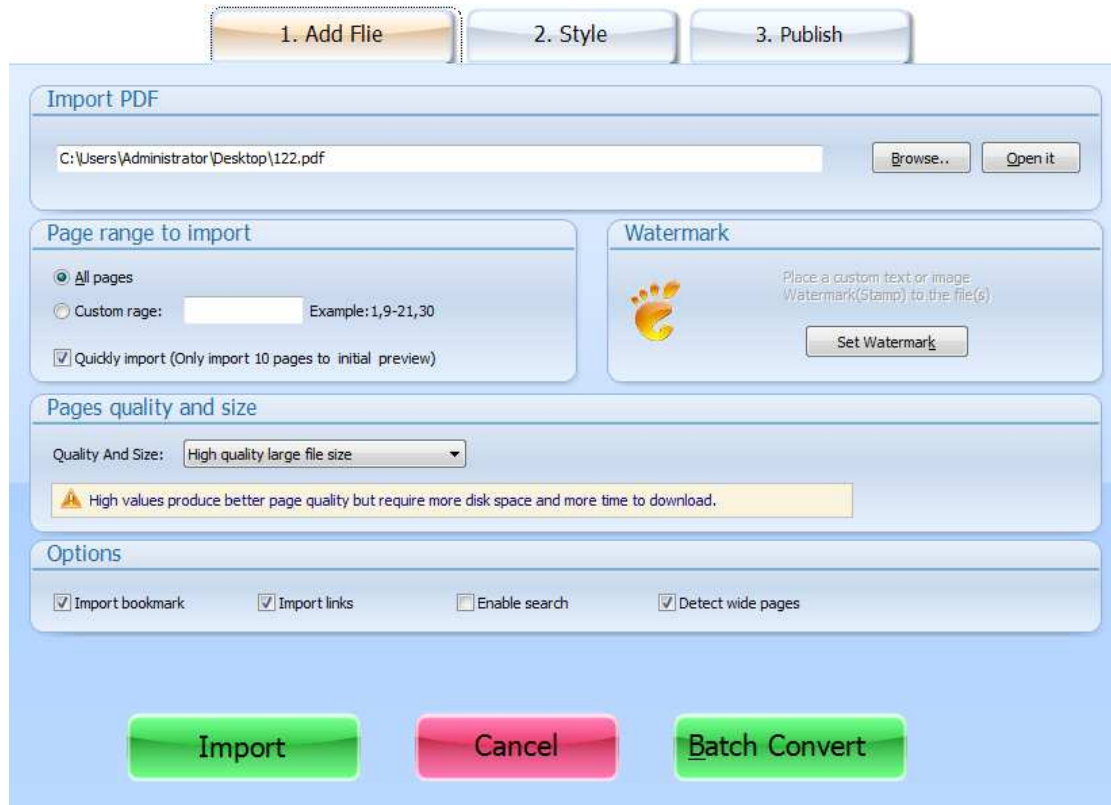 1. Add Flie
2. Style
3. Publish
Import PDF
C:\Users\Administrator\Desktop\122.pdf
Browse..
Open it
Page range to import
All pages
Custom rage:
Example:1,9-21,30
Quickly import (Only import 10 pages to initial preview)
Watermark
Place a custom text or image
Watermark(Stamp) to the file(s)
Set Watermark
Pages quality and size
Quality And Size:
High quality large file size
High values produce better page quality but require more disk space and more time to download.
Options
Import bookmark
Import links
Enable search
Detect wide pages
Import
Cancel
Batch Convert